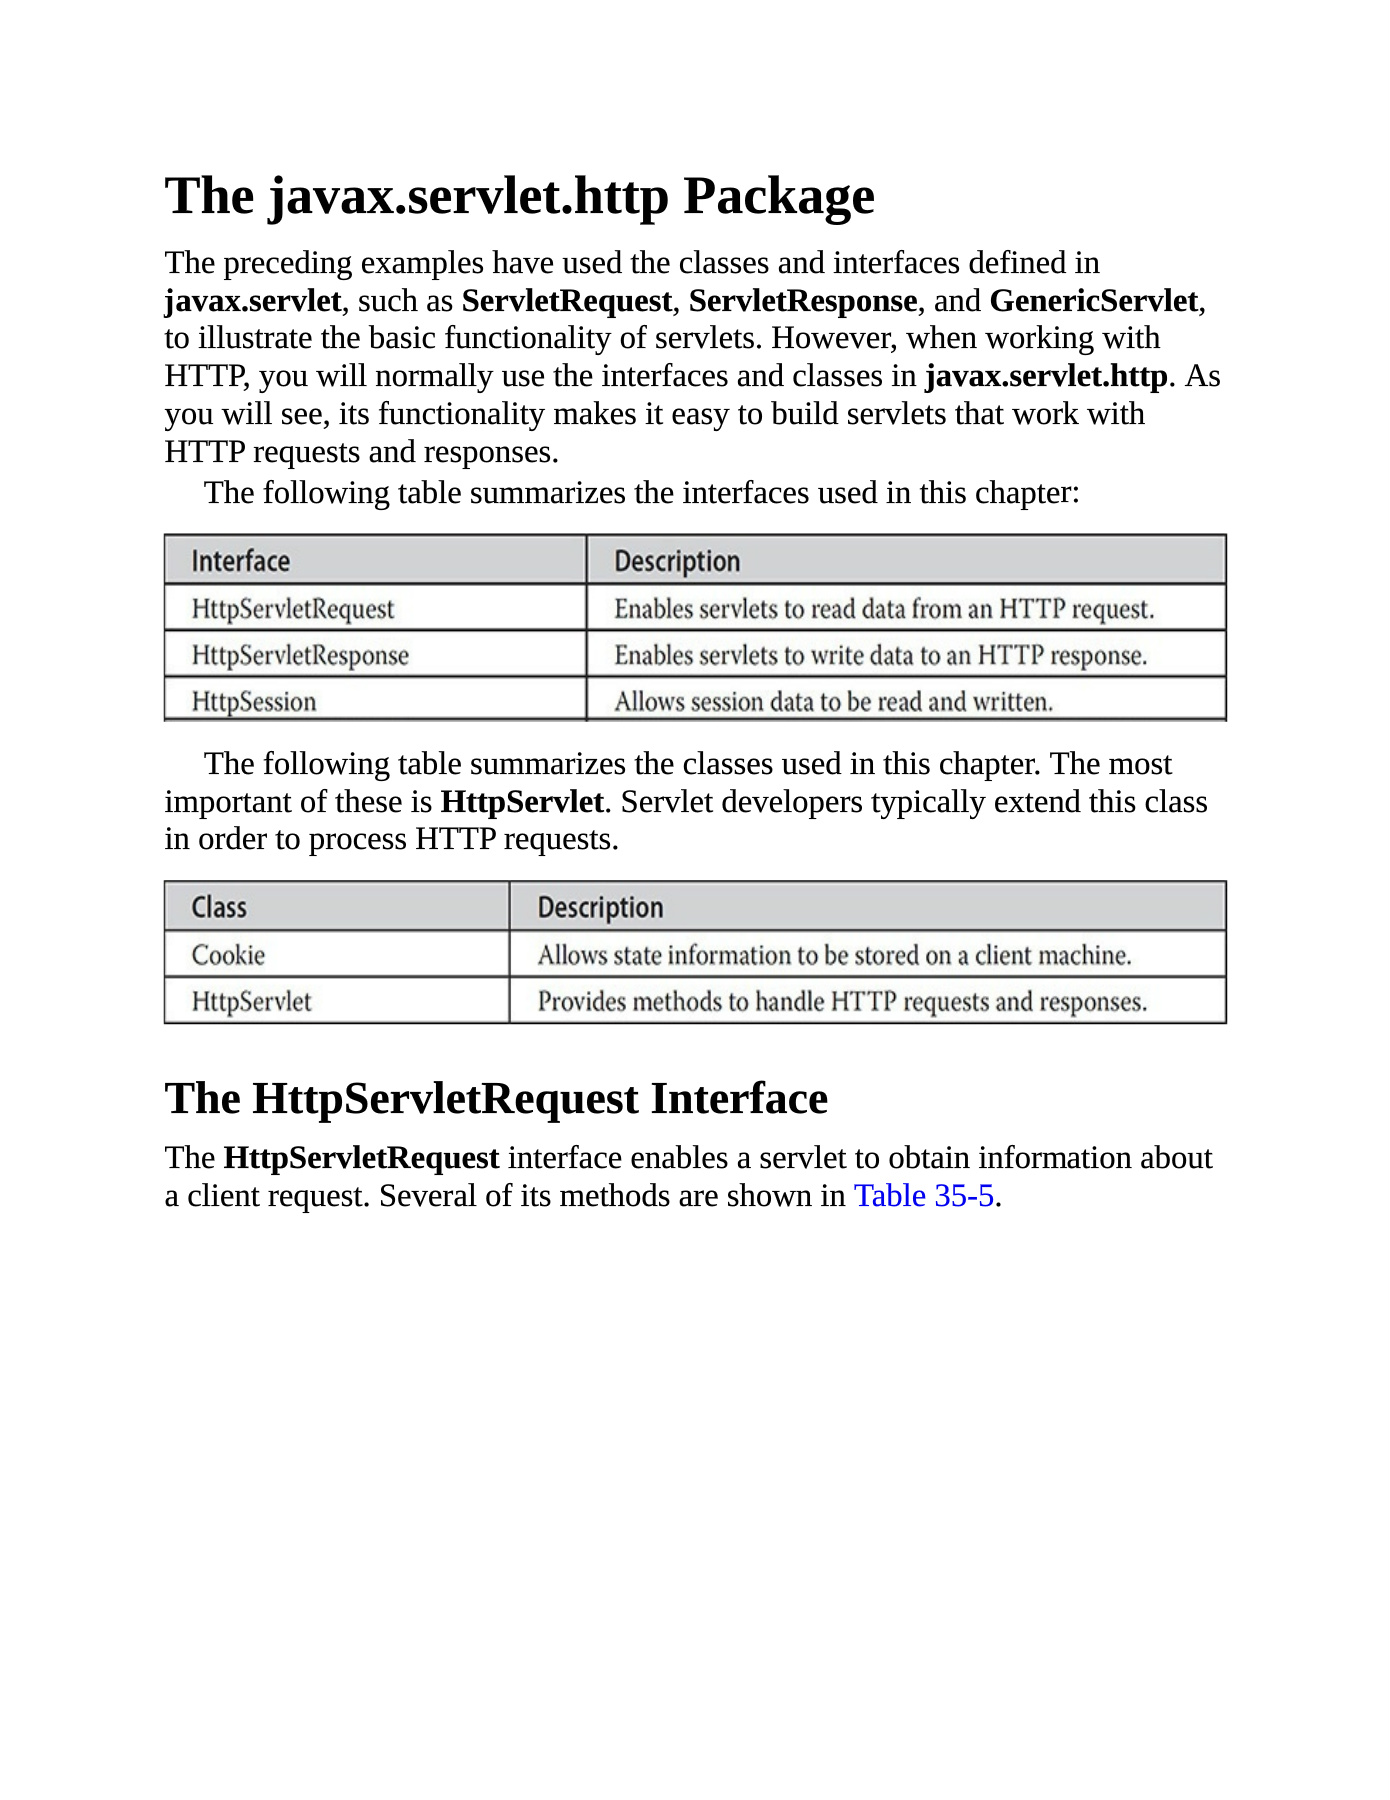 The javax.servlet.http Package
The preceding examples have used the classes and interfaces defined in
javax.servlet, such as ServletRequest, ServletResponse, and GenericServlet,
to illustrate the basic functionality of servlets. However, when working with
HTTP, you will normally use the interfaces and classes in javax.servlet.http. As
you will see, its functionality makes it easy to build servlets that work with
HTTP requests and responses.
The following table summarizes the interfaces used in this chapter:
Interface Description
HttpServletRequest Enables servlets to read data from an HTTP request.
HttpServletResponse Enables servlets to write data to an HTTP response.
HttpSession Allows session data to be read and written.
The following table summarizes the classes used in this chapter. The most
important of these is HttpServlet. Servlet developers typically extend this class
in order to process HTTP requests.
Class Description
Cookie Allows state information to be stored on a client machine.
HttpServlet Provides methods to handle HTTP requests and responses.
The HttpServletRequest Interface
The HttpServletRequest interface enables a servlet to obtain information about
a client request. Several of its methods are shown in Table 35-5.